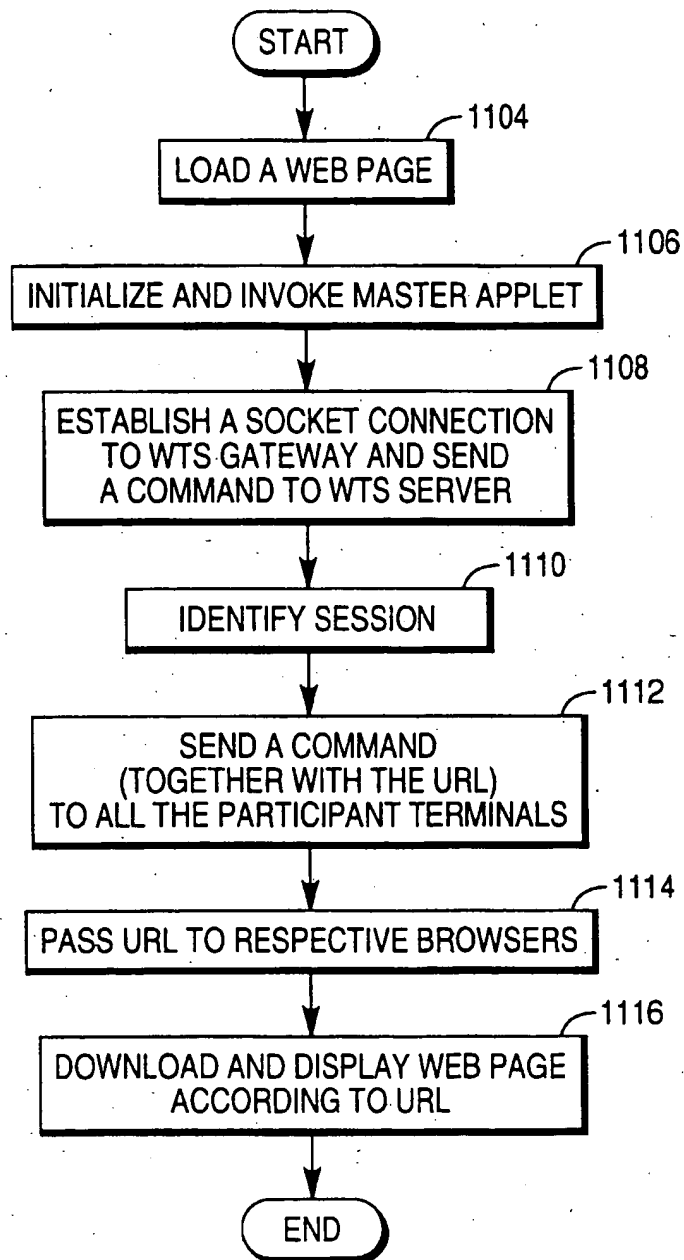 START
1104
LOAD A WEB PAGE
1106
INITIALIZE AND INVOKE MASTER APPLET
1108
ESTABLISH A SOCKET CONNECTION
TO WTS GATEWAY AND SEND
A COMMAND TO WTS SERVER
1110
IDENTIFY SESSION
1112
SEND A COMMAND
(TOGETHER WITH THE URL)
TO ALL THE PARTICIPANT TERMINALS
1114
PASS URL TO RESPECTIVE BROWSERS
1116
DOWNLOAD AND DISPLAY WEB PAGE
ACCORDING TO URL
END